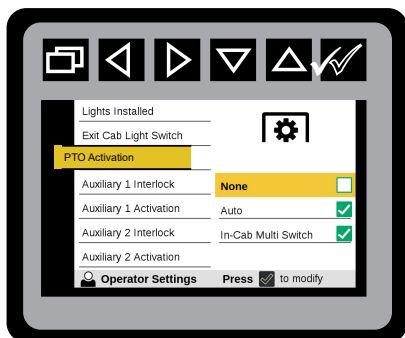 Lights Installed
Exit Cab Light Switch
PTO Activation
Auxiliary 1 Interlock
None
Auxiliary 1 Activation
Auto
Auxiliary 2 Interlock
In-Cab Multi Switch
Auxiliary 2 Activation
Operator Settings
Press to modify